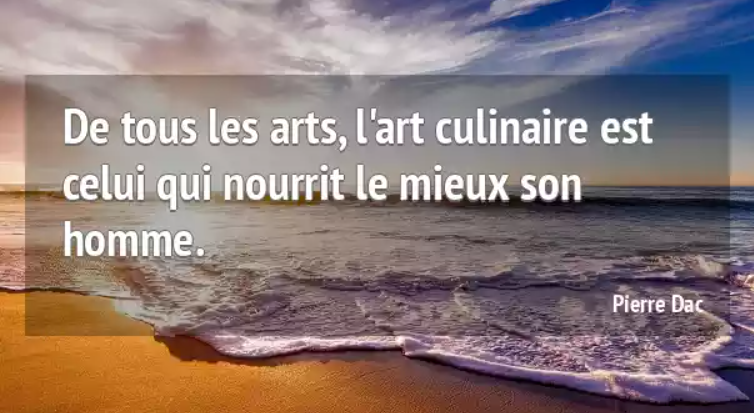 De tous les arts, l'art culinaire est
celui qui nourrit le mieux son
homme.
Pierre Dac